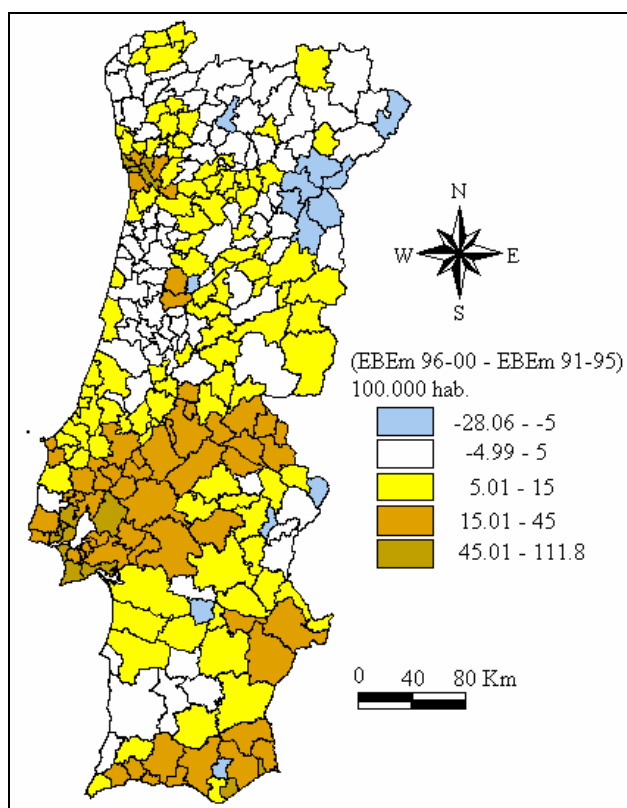 N
W E
S
(EBEm 96-00 - EBEm 91-95)
100.000 hab.
-28.06 - -5
-4.99 - 5
5.01 - 15
15.01 - 45
45.01 - 111.8
0 40 80 Km